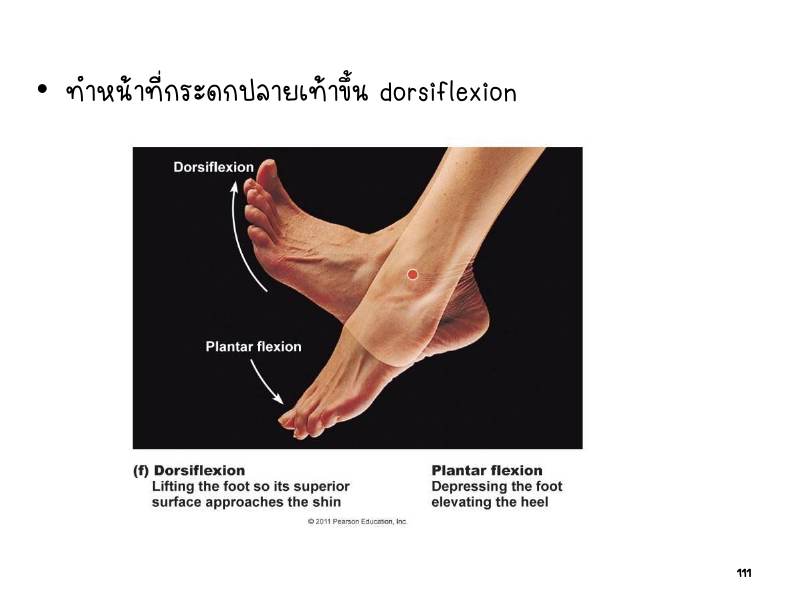 • ทำหน้าที่กระดกปลายเท้าขึ้น dorsiflexion
Dorsiflexion
Plantar flexion
(f) Dorsiflexion
Lifting the foot so its superior
surface approaches the shin
Plantar flexion
Depressing the foot
elevating the heel
© 2011 Pearson Education, Inc.
111